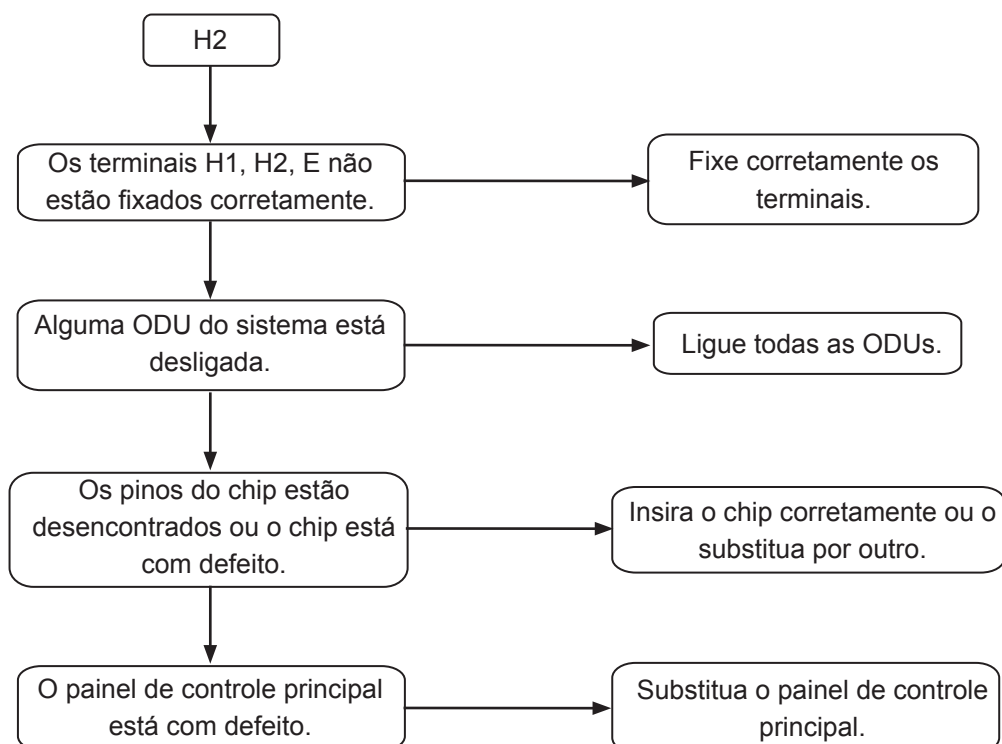 H2
Os terminais H1, H2, E não
estão fixados corretamente.
Fixe corretamente os
terminais.
Alguma ODU do sistema está
desligada.
Ligue todas as ODUs.
Os pinos do chip estão
desencontrados ou o chip está
com defeito.
Insira o chip corretamente ou o
substitua por outro.
O painel de controle principal
está com defeito.
Substitua o painel de controle
principal.